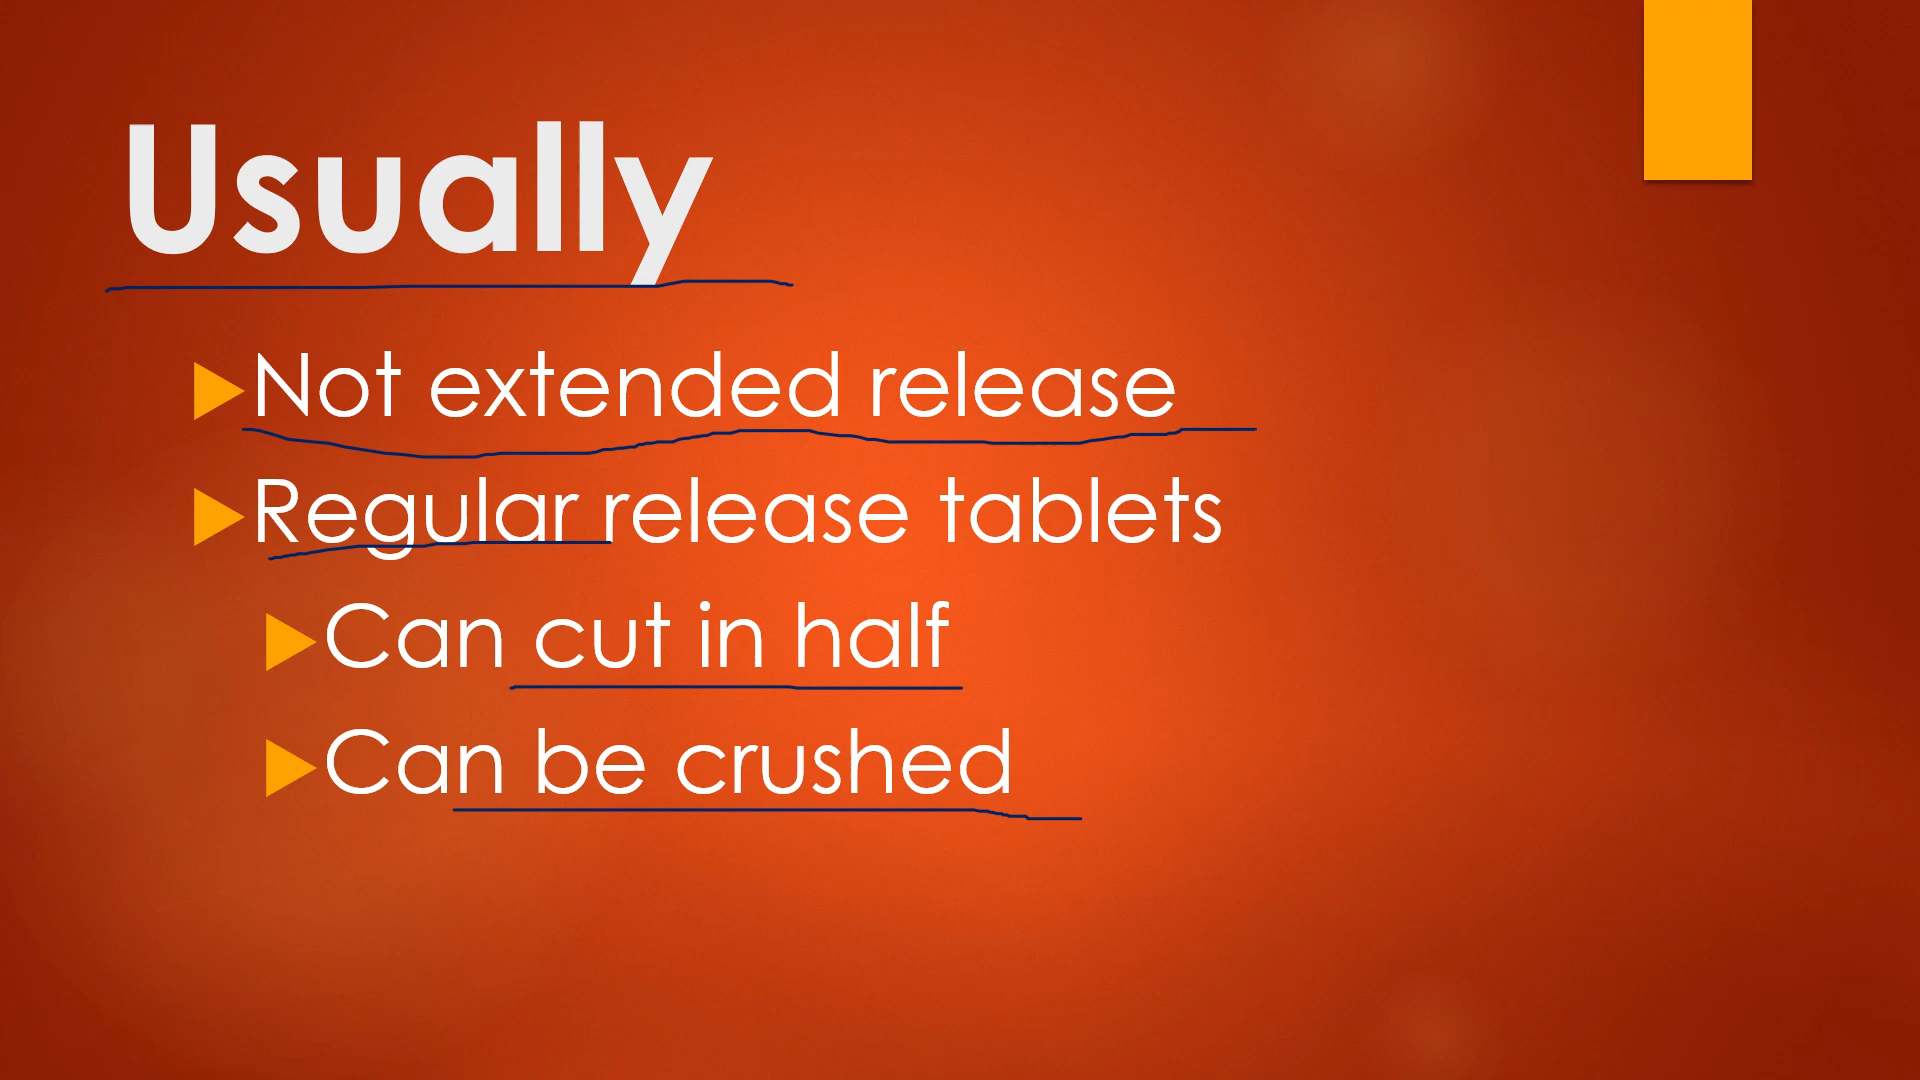 Usually
Not extended release
Regular release tablets
Can cut in half
Can be crushed